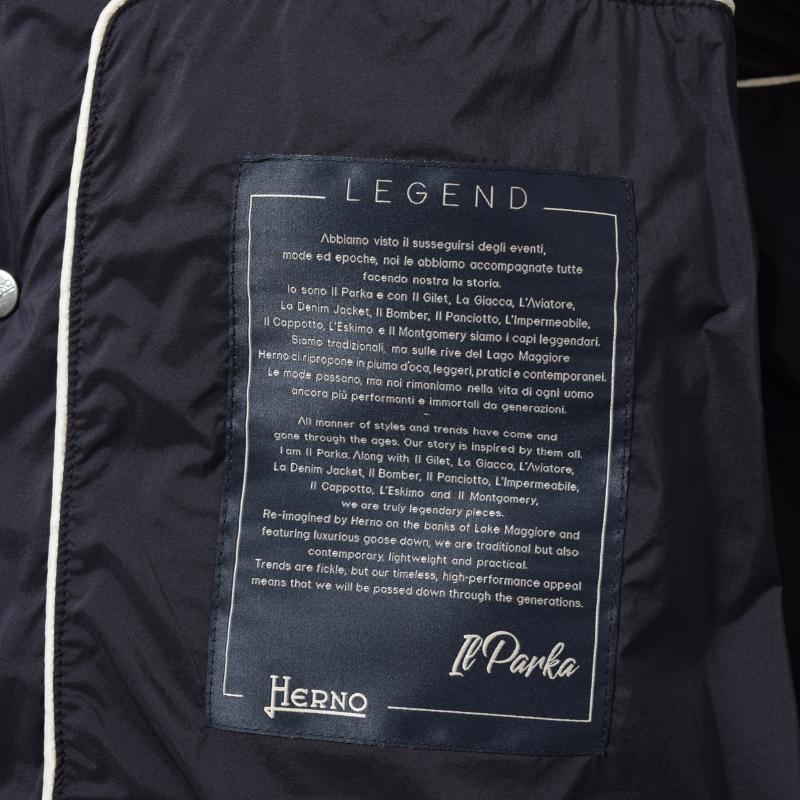 LEGEND
Abbiamo visto il susseguirsi degli eventi,
mode ed epoche, noi le abbiamo accompagnate tutte
facendo nostra la storia.
Io sono Il Parka e con Il Gilet, La Giacca, L'Aviatore,
La Denim Jacket, Il Bomber, Il Panciotto, L'Impermeabile,
Il Cappotto, L'Eskimo e Il Montgomery siamo i capi leggendari.
Siamo tradizionali, ma sulle rive del Lago Maggiore
Herno ci ripropone in piuma d'oca, leggeri, pratici e contemporanei.
Le mode passano, ma noi rimaniamo nella vita di ogni uomo
ancora più performanti e immortali da generazioni.
-
All manner of styles and trends have come and
gone through the ages. Our story is inspired by them all.
I am Il Parka. Along with Il Gilet, La Giacca, L'Aviatore,
La Denim Jacket, Il Bomber, Il Panciotto, L'Impermeabile,
Il Cappotto, L'Eskimo and Il Montgomery,
we are truly legendary pieces.
Re-imagined by Herno on the banks of Lake Maggiore and
featuring luxurious goose down, we are traditional but also
contemporary, lightweight and practical.
Trends are fickle, but our timeless, high-performance appeal
means that we will be passed down through the generations.
Il Parka
HERNO